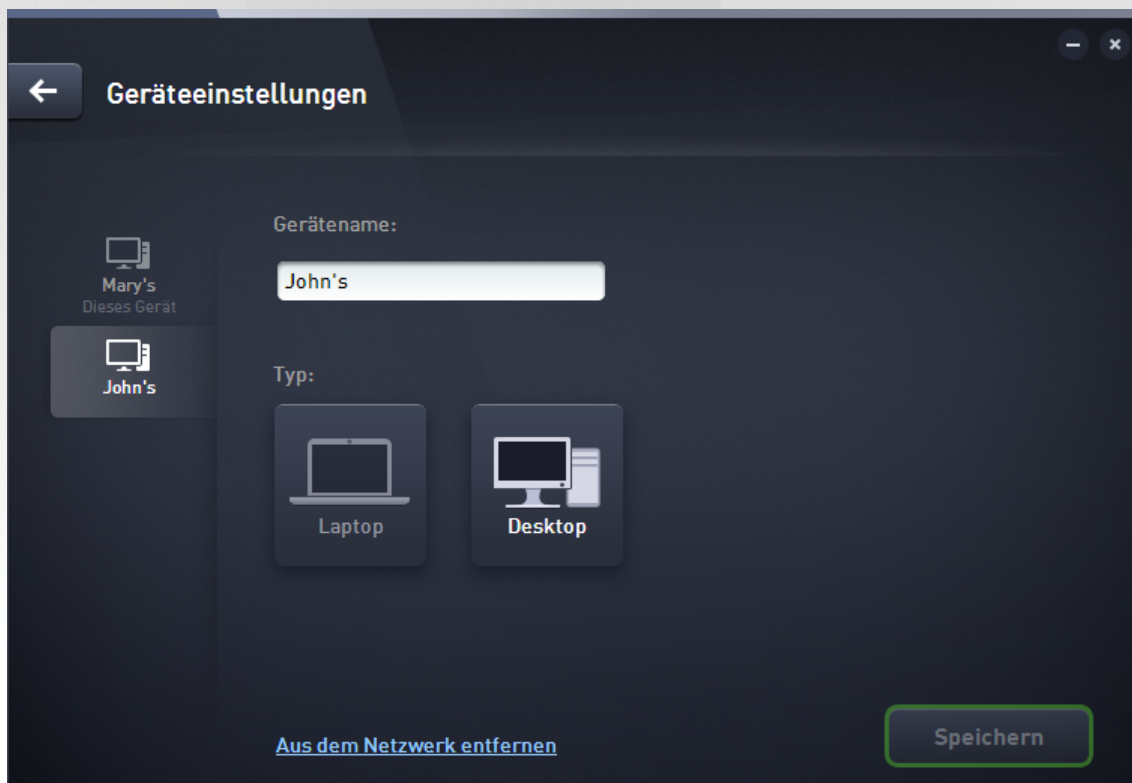 Geräteeinstellungen
Mary's
Dieses Gerät
John's
Gerätename:
John's
Typ:
Laptop
Desktop
Aus dem Netzwerk entfernen
Speichern